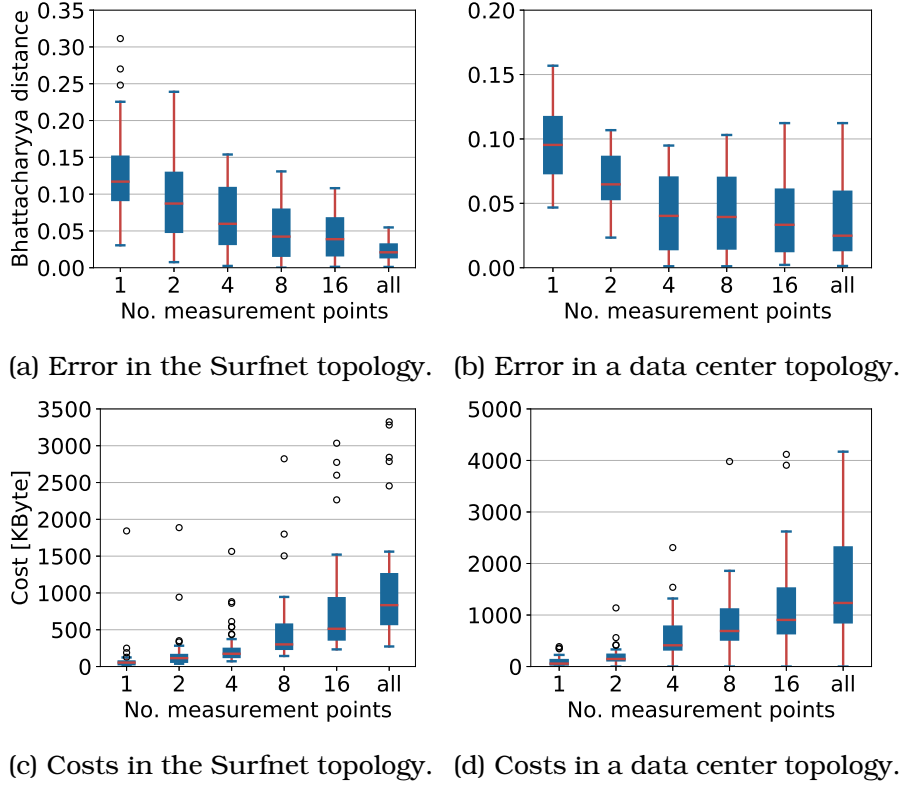 0.35
0.30
0.25
0.20
0.15
0.10
0.05
0.00
Bhattacharyya distance
1 2 4 8 16 all
No. measurement points
0.20
0.15
0.10
0.05
0.00
1 2 4 8 16 all
No. measurement points
(a) Error in the Surfnet topology.
(b) Error in a data center topology.
3500
3000
2500
2000
1500
1000
500
0
Cost [KByte]
1 2 4 8 16 all
No. measurement points
5000
4000
3000
2000
1000
0
1 2 4 8 16 all
No. measurement points
(c) Costs in the Surfnet topology.
(d) Costs in a data center topology.